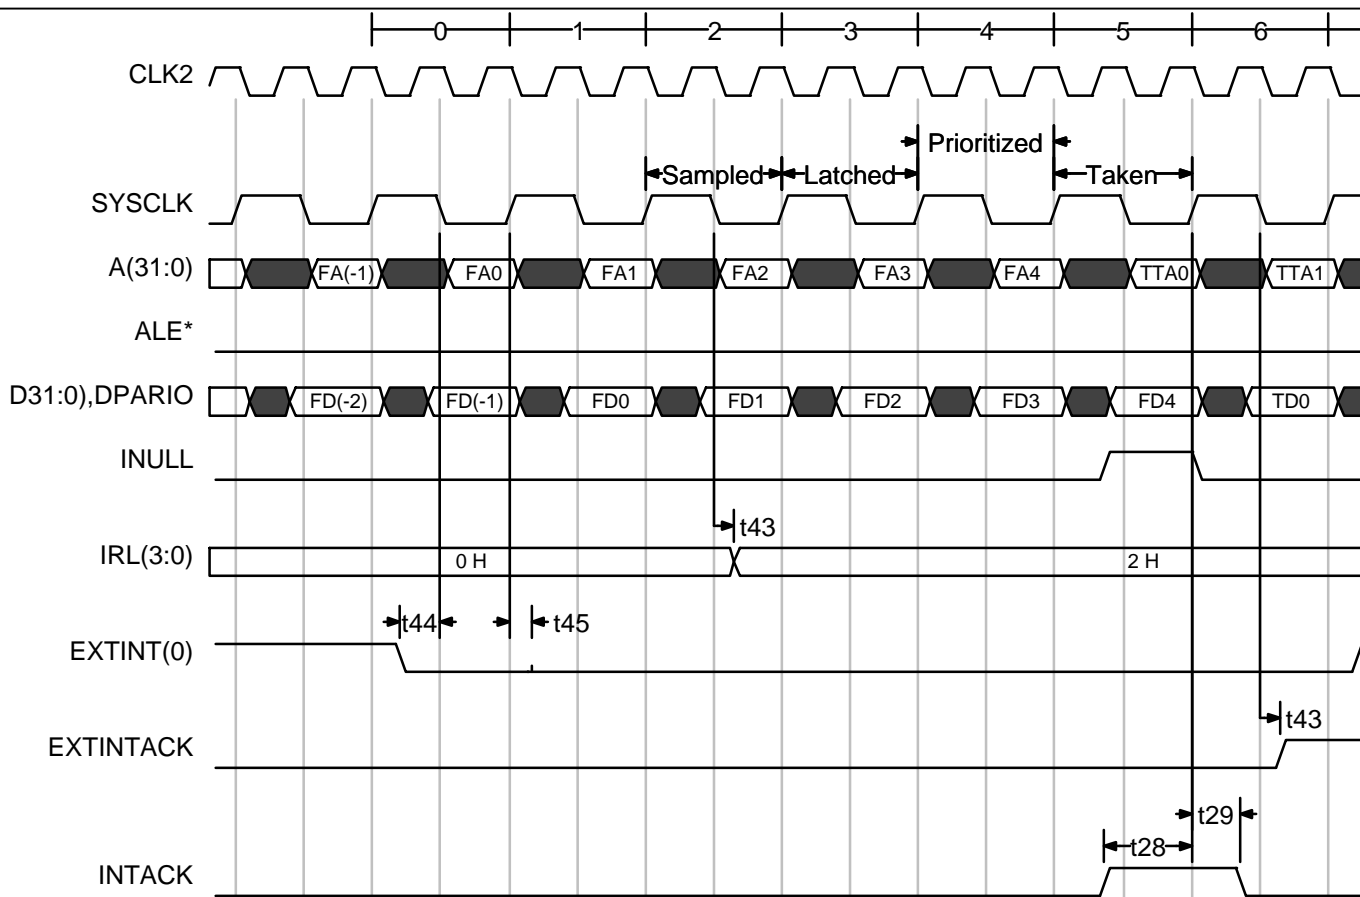 0 1 2 3 4 5 6
CLK2
Prioritized
Sampled Latched Taken
SYSCLK
A(31:0) FA(-1) FA0 FA1 FA2 FA3 FA4 TTA0 TTA1
ALE*
D31:0),DPARIO FD(-2) FD(-1) FD0 FD1 FD2 FD3 FD4 TD0
INULL
t43
IRL(3:0) 0 H 2 H
t44 t45
EXTINT(0)
t43
EXTINTACK
t29
t28
INTACK